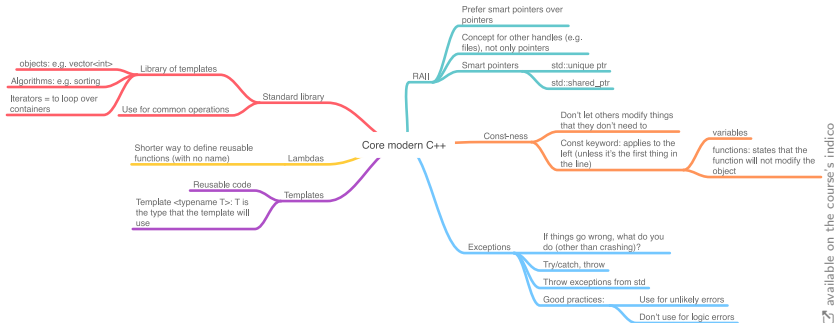 objects: e.g. vector<int>
Algorithms: e.g. sorting
Iterators = to loop over
containers
Library of templates
Use for common operations
Standard library
Shorter way to define reusable
functions (with no name)
Lambdas
Reusable code
Template <typename T>: T is
the type that the template will
use
Templates
Core modern C++
RAII
Prefer smart pointers over
pointers
Concept for other handles (e.g.
files), not only pointers
Smart pointers
std::unique ptr
std::shared_ptr
Const-ness
Don't let others modify things
that they don't need to
Const keyword: applies to the
left (unless it's the first thing in
the line)
variables
functions: states that the
function will not modify the
object
Exceptions
If things go wrong, what do you
do (other than crashing)?
Try/catch, throw
Throw exceptions from std
Good practices:
Use for unlikely errors
Don't use for logic errors
available on the course's indico